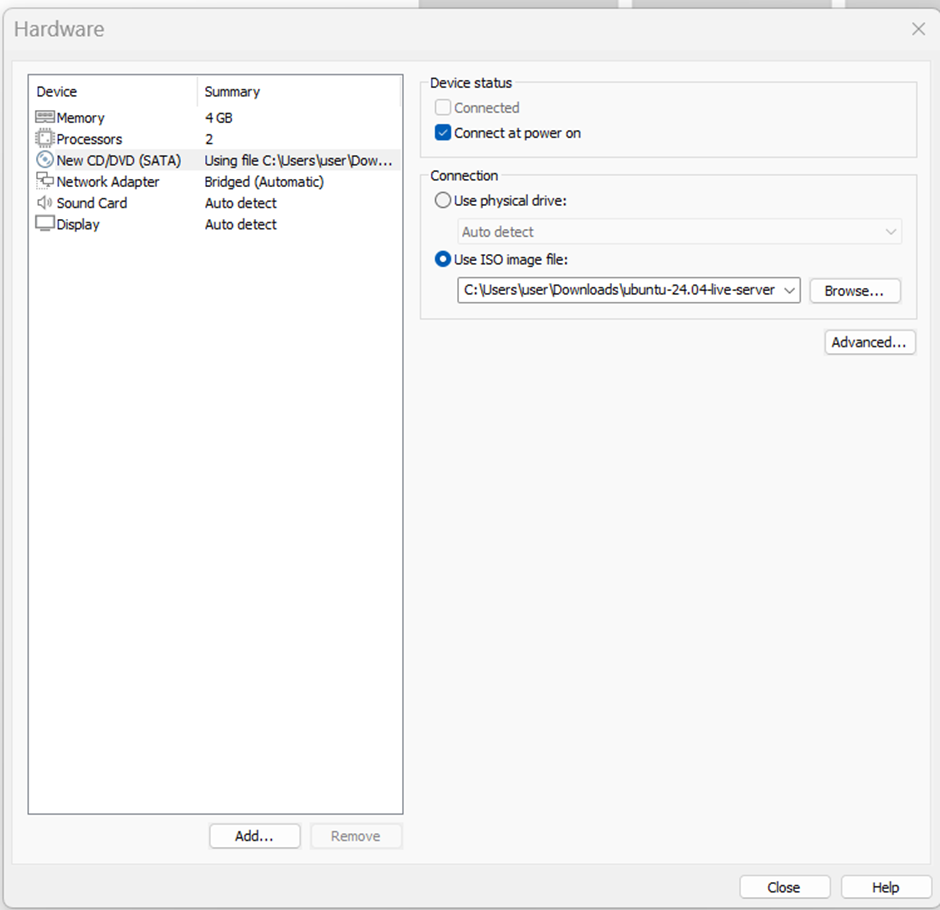 Hardware
Device Summary
Memory 4 GB
Processors 2
New CD/DVD (SATA) Using file C:\Users\user\Dow...
Network Adapter Bridged (Automatic)
Sound Card Auto detect
Display Auto detect
Add... Remove
Device status
Connected
Connect at power on
Connection
Use physical drive:
Auto detect
Use ISO image file:
C:\Users\user\Downloads\ubuntu-24.04-live-server Browse...
Advanced...
Close Help